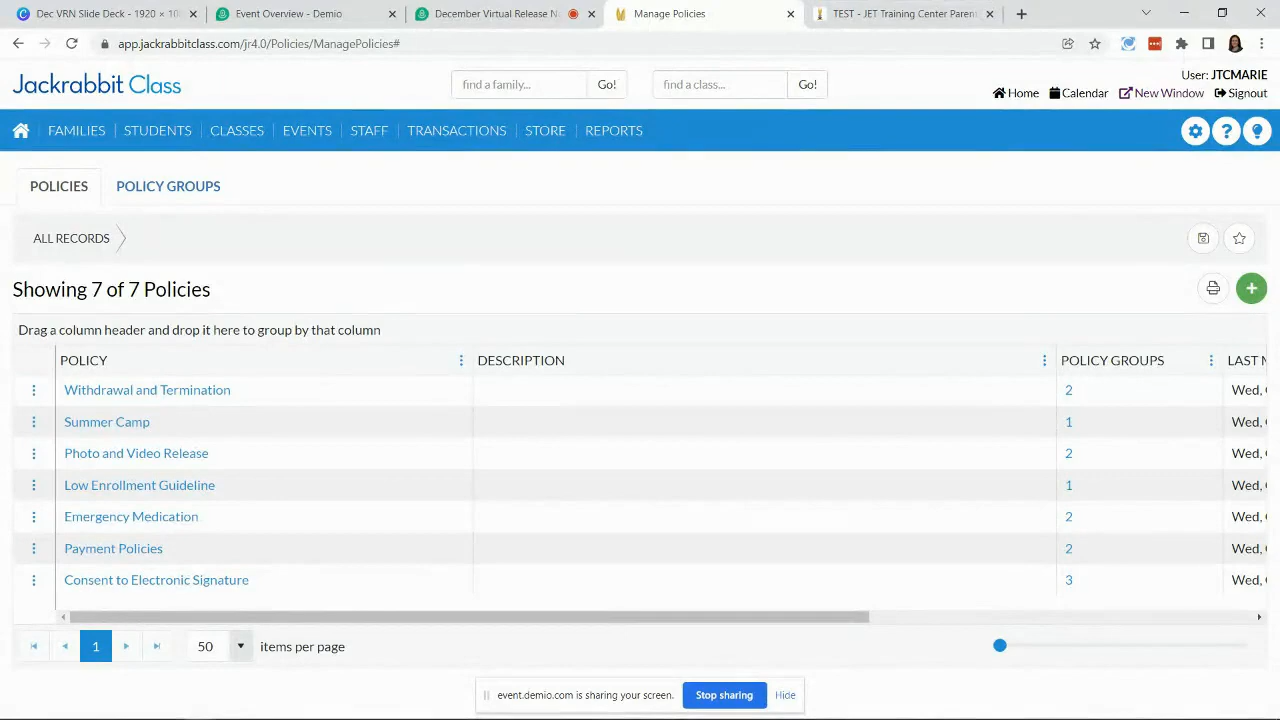 Dec VRN Slide Deck - 1920 × 10
Event Overview - Demio
December Virtual Release N
Manage Policies
TEST - JET Training Center Paren
app.jackrabbitclass.com/jr4.0/Policies/ManagePolicies#
User: JTCMARIE
Jackrabbit Class
find a family...
Go!
find a class...
Go!
Home
Calendar
New Window
Signout
FAMILIES
STUDENTS
CLASSES
EVENTS
STAFF
TRANSACTIONS
STORE
REPORTS
POLICIES
POLICY GROUPS
ALL RECORDS
Showing 7 of 7 Policies
Drag a column header and drop it here to group by that column
POLICY DESCRIPTION POLICY GROUPS LAST M
Withdrawal and Termination 2 Wed,
Summer Camp 1 Wed,
Photo and Video Release 2 Wed,
Low Enrollment Guideline 1 Wed,
Emergency Medication 2 Wed,
Payment Policies 2 Wed,
Consent to Electronic Signature 3 Wed,
1
50
items per page
event.demio.com is sharing your screen.
Stop sharing
Hide